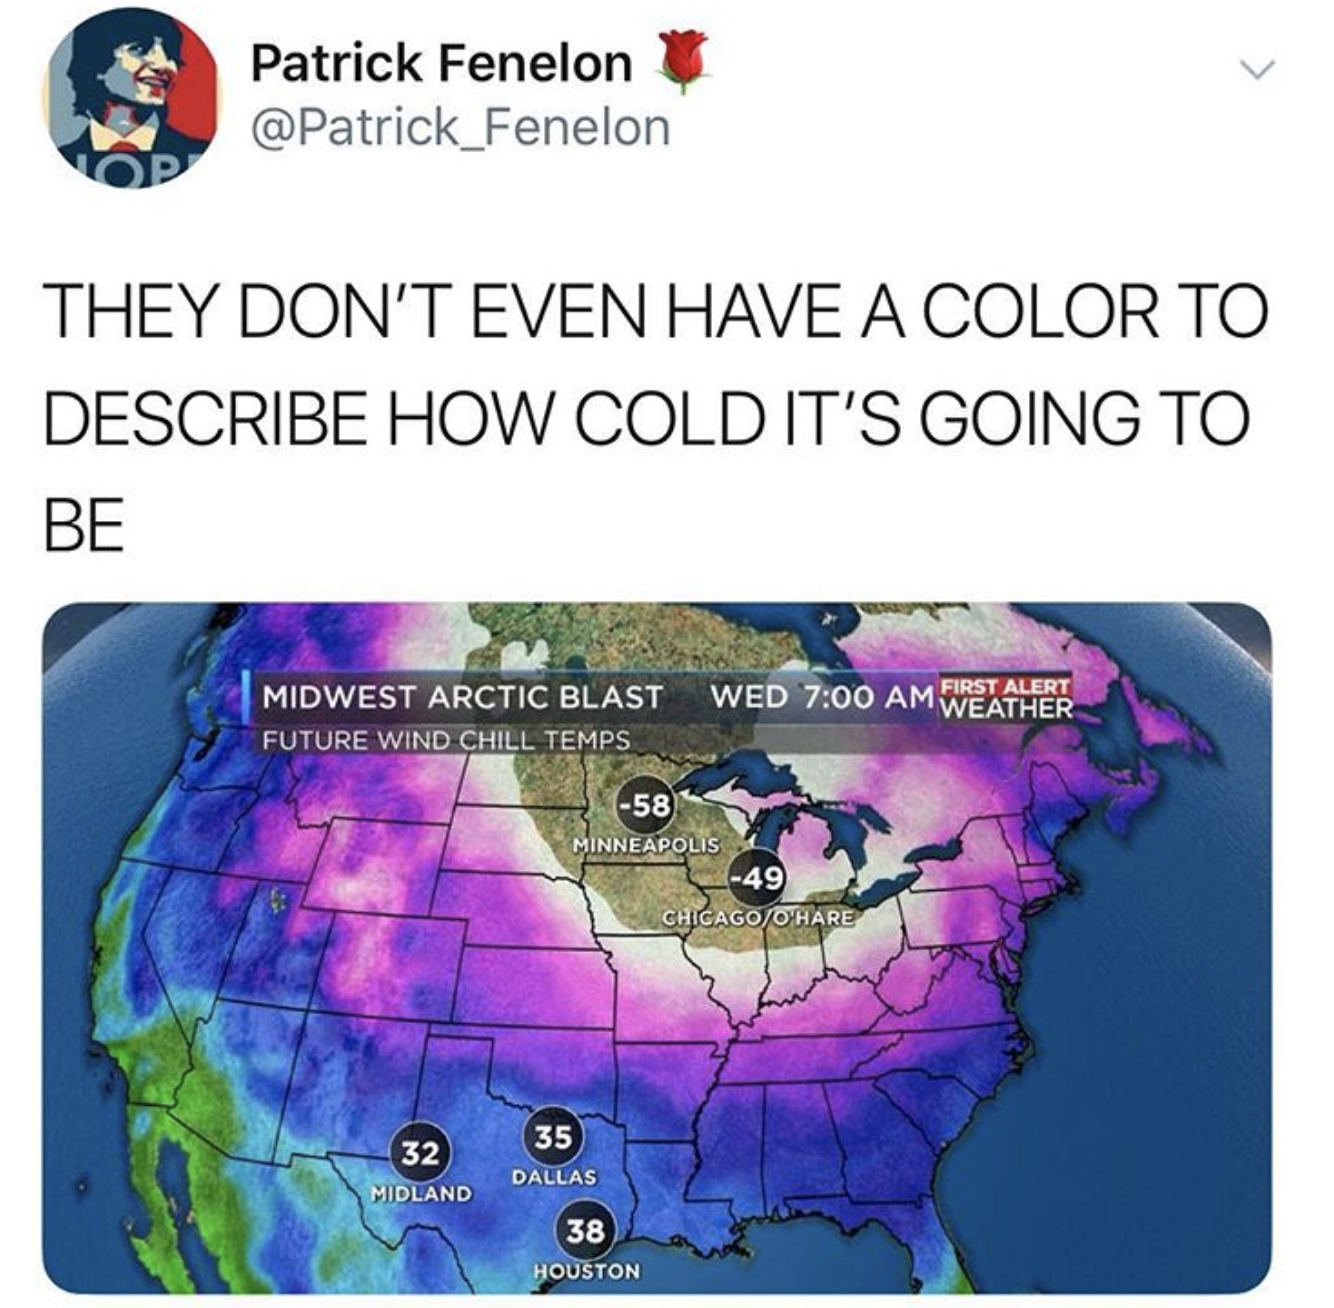 Patrick Fenelon 🌹
@Patrick_Fenelon
THEY DON'T EVEN HAVE A COLOR TO
DESCRIBE HOW COLD IT'S GOING TO
BE
MIDWEST ARCTIC BLAST WED 7:00 AM FIRST ALERT
WEATHER
FUTURE WIND CHILL TEMPS
-58
MINNEAPOLIS
-49
CHICAGO/O'HARE
32
MIDLAND
35
DALLAS
38
HOUSTON